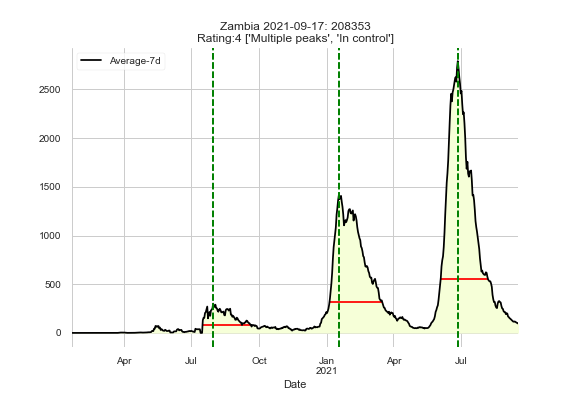 Zambia 2021-09-17: 208353
Rating:4 ['Multiple peaks', 'In control']
Average-7d
2500
2000
1500
1000
500
0
Apr
Jul
Oct
Jan
2021
Apr
Jul
Date